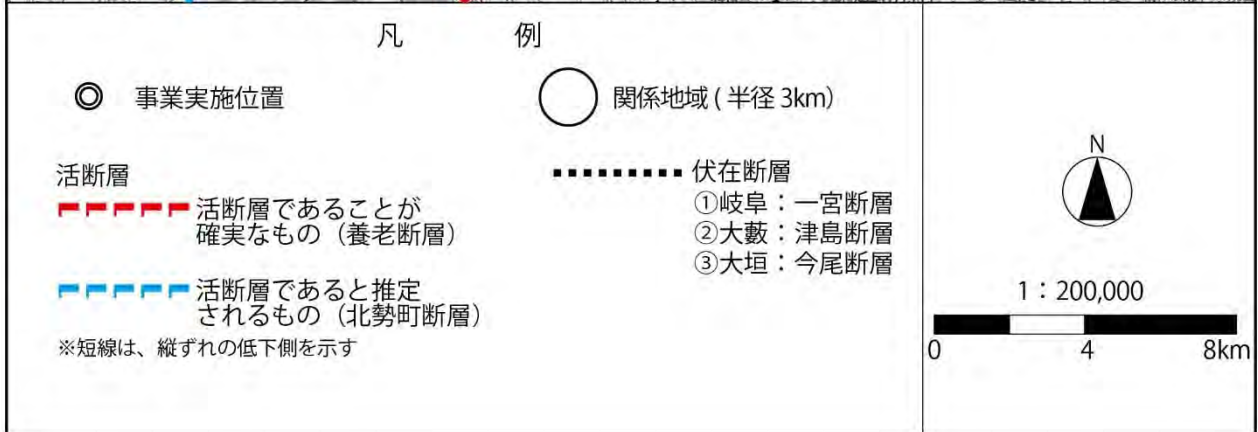 凡 例
◎ 事業実施位置
関係地域 ( 半径 3km)
活断層
活断層であることが
確実なもの（養老断層）
活断層であると推定
されるもの（北勢町断層）
※短線は、縦ずれの低下側を示す
伏在断層
①岐阜：一宮断層
②大藪：津島断層
③大垣：今尾断層
N
1：200,000
0 4 8km